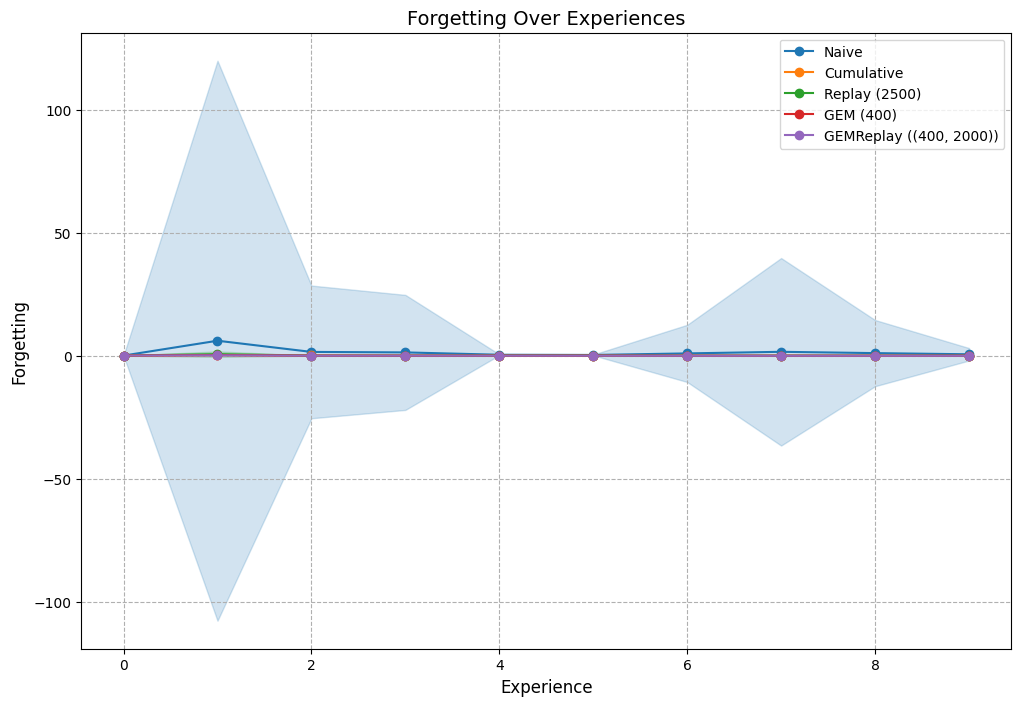 Forgetting Over Experiences
Naive
Cumulative
Replay (2500)
GEM (400)
GEMReplay ((400, 2000))
Forgetting
100
50
0
−50
−100
0 2 4 6 8
Experience